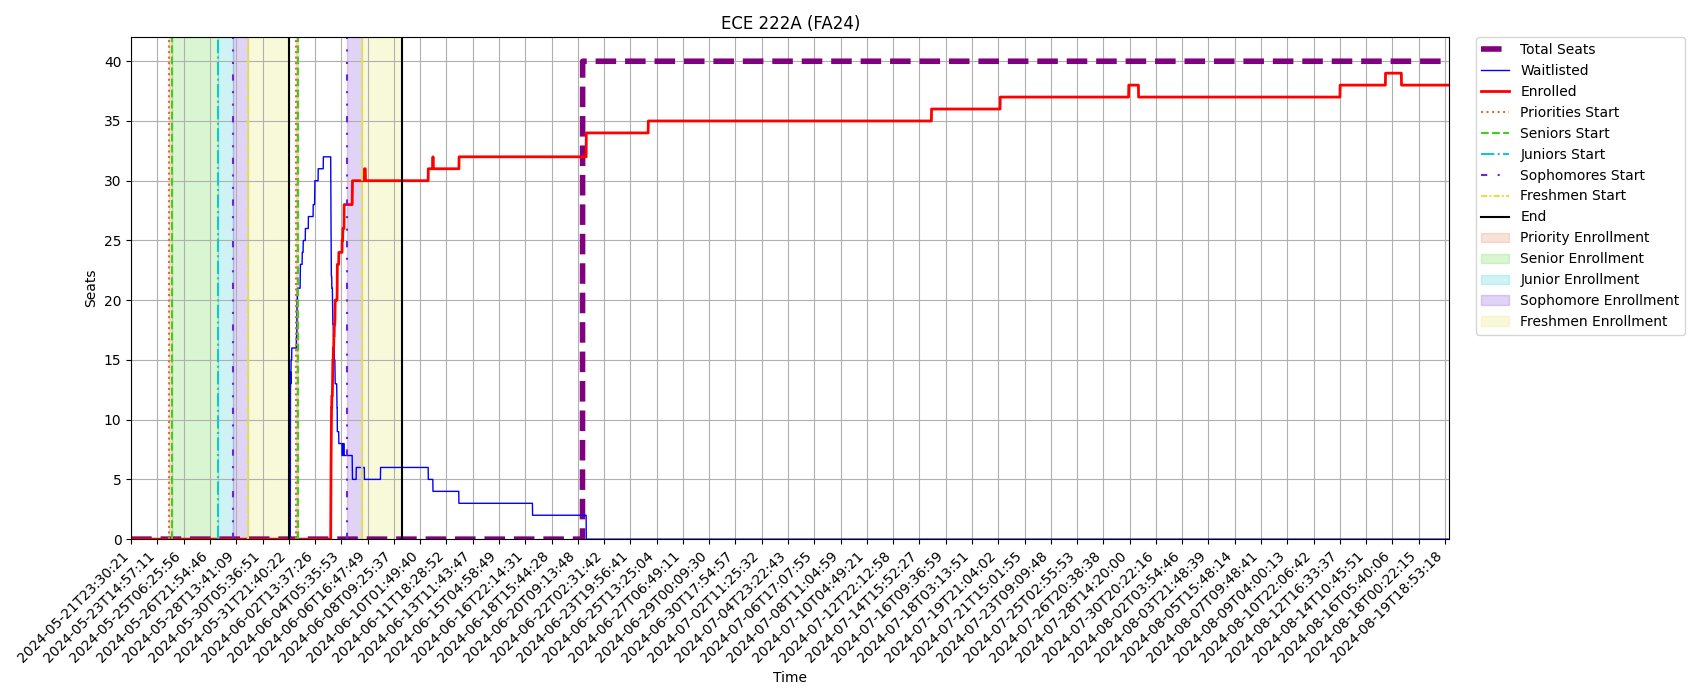 ECE 222A (FA24)
Total Seats
Waitlisted
Enrolled
Priorities Start
Seniors Start
Juniors Start
Sophomores Start
Freshmen Start
End
Priority Enrollment
Senior Enrollment
Junior Enrollment
Sophomore Enrollment
Freshmen Enrollment
Seats
40
35
30
25
20
15
10
5
0
2024-05-21T23:30:21
2024-05-23T14:57:11
2024-05-25T06:25:56
2024-05-26T21:54:46
2024-05-28T13:41:09
2024-05-30T05:36:51
2024-05-31T21:40:22
2024-06-02T13:37:26
2024-06-04T05:35:53
2024-06-06T16:47:49
2024-06-08T09:25:37
2024-06-10T01:49:40
2024-06-11T18:28:52
2024-06-13T11:43:47
2024-06-15T04:58:49
2024-06-16T22:14:31
2024-06-18T15:44:28
2024-06-20T09:13:48
2024-06-22T02:31:42
2024-06-23T19:56:41
2024-06-25T13:25:04
2024-06-27T06:49:11
2024-06-29T00:09:30
2024-06-30T17:54:57
2024-07-02T11:25:32
2024-07-04T23:22:43
2024-07-06T17:07:55
2024-07-08T11:04:59
2024-07-10T04:49:21
2024-07-12T22:12:58
2024-07-14T15:52:27
2024-07-16T09:36:59
2024-07-18T03:13:51
2024-07-19T21:04:02
2024-07-21T15:01:55
2024-07-23T09:09:48
2024-07-25T02:55:53
2024-07-26T20:38:38
2024-07-28T14:20:00
2024-07-30T20:22:16
2024-08-02T03:54:46
2024-08-03T21:48:39
2024-08-05T15:48:14
2024-08-07T09:48:41
2024-08-09T04:00:13
2024-08-10T22:06:42
2024-08-12T16:33:37
2024-08-14T10:45:51
2024-08-16T05:40:06
2024-08-18T00:22:15
2024-08-19T18:53:18
Time